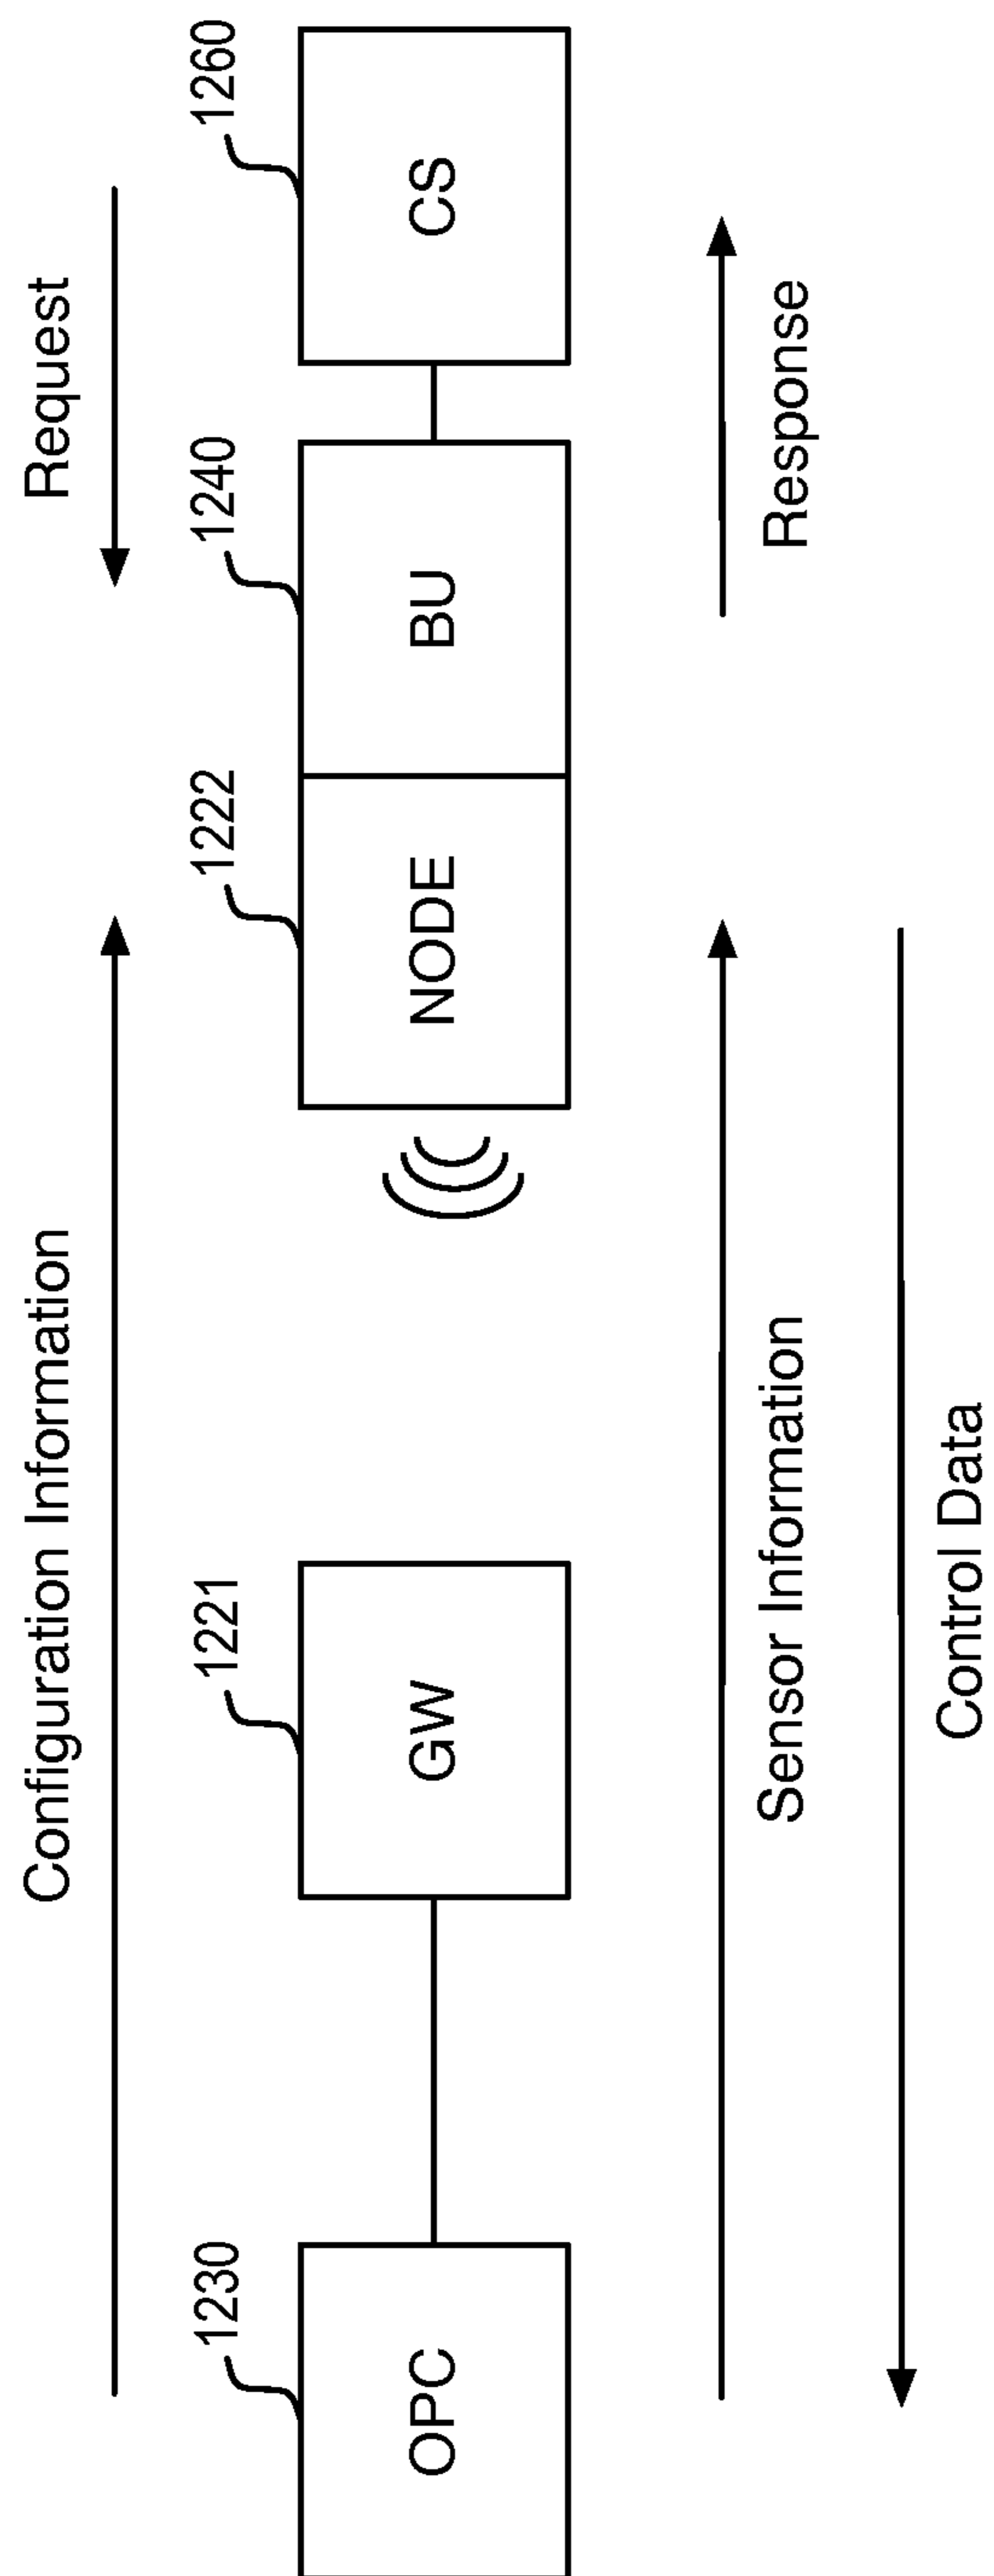 Configuration Information
Request
1230
1221
1222
1240
1260
OPC
GW
NODE
BU
CS
Sensor Information
Response
Control Data